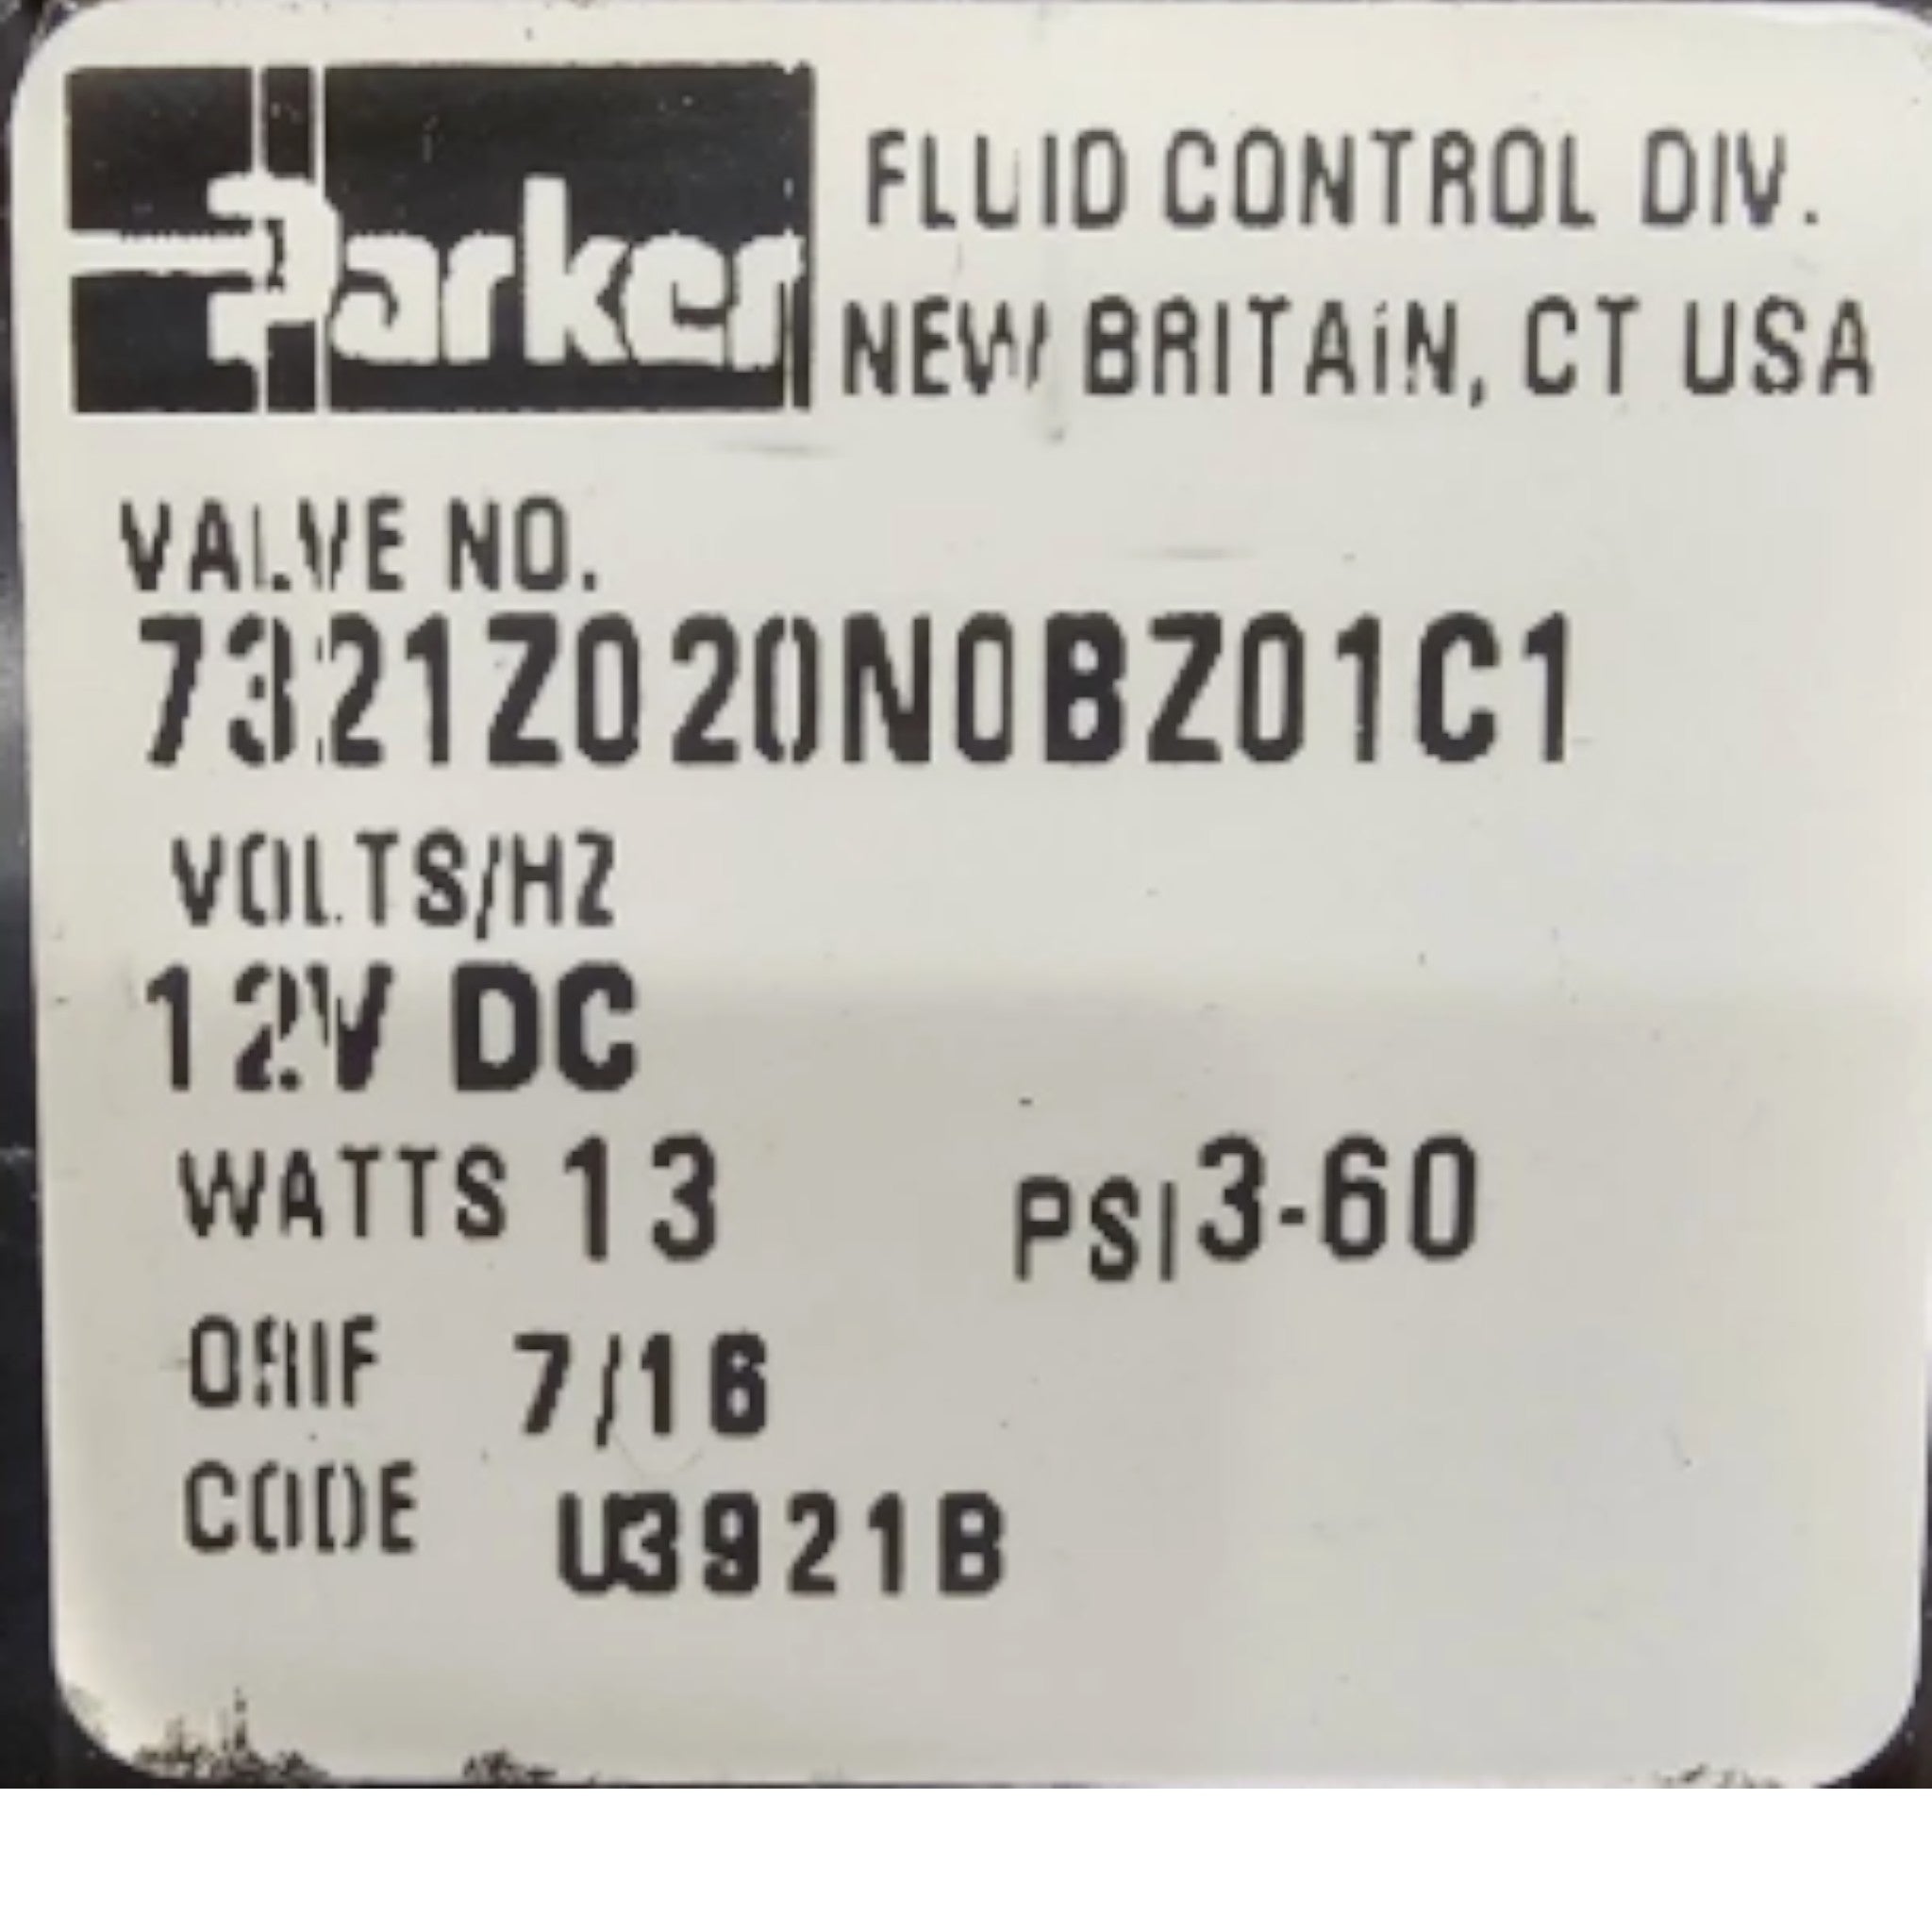 Parker
FLUID CONTROL DIV.
NEW BRITAIN, CT USA
VALVE NO.
7321Z020N0BZ01C1
VOLTS/HZ
12V DC
WATTS 13 PSI 3-60
ORIF 7/16
CODE U3921B